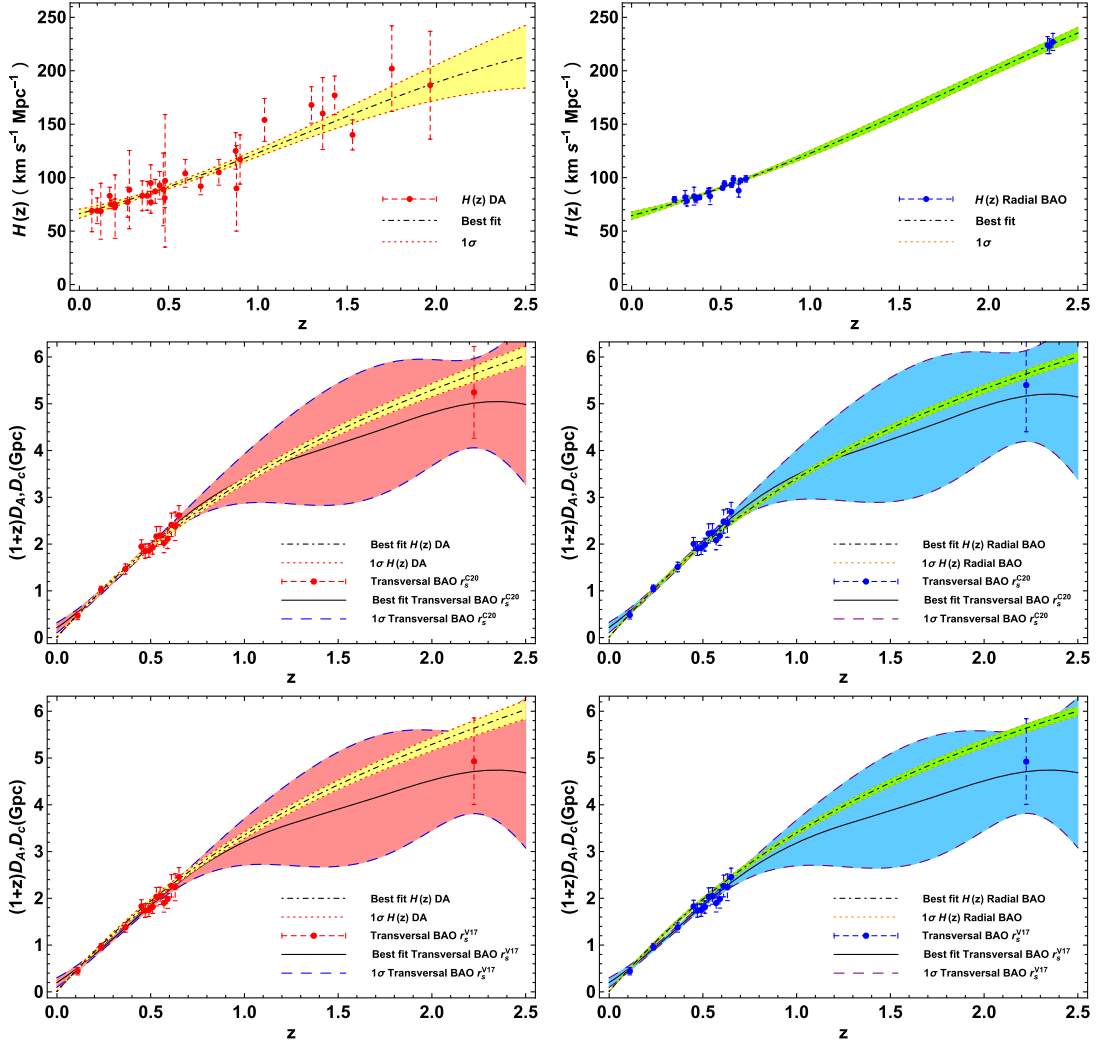 250
200
150
100
50
0
H(z) ( km s⁻¹ Mpc⁻¹)
H(z) DA
Best fit
1σ
0.0 0.5 1.0 1.5 2.0 2.5
z
250
200
150
100
50
0
H(z) ( km s⁻¹ Mpc⁻¹)
H(z) Radial BAO
Best fit
1σ
0.0 0.5 1.0 1.5 2.0 2.5
z
6
5
4
3
2
1
0
(1+z)D_A,D_c(Gpc)
Best fit H(z) DA
1σ H(z) DA
Transversal BAO r_s^C20
Best fit Transversal BAO r_s^C20
1σ Transversal BAO r_s^C20
0.0 0.5 1.0 1.5 2.0 2.5
z
6
5
4
3
2
1
0
(1+z)D_A,D_c(Gpc)
Best fit H(z) Radial BAO
1σ H(z) Radial BAO
Transversal BAO r_s^C20
Best fit Transversal BAO r_s^C20
1σ Transversal BAO r_s^C20
0.0 0.5 1.0 1.5 2.0 2.5
z
6
5
4
3
2
1
0
(1+z)D_A,D_c(Gpc)
Best fit H(z) DA
1σ H(z) DA
Transversal BAO r_s^V17
Best fit Transversal BAO r_s^V17
1σ Transversal BAO r_s^V17
0.0 0.5 1.0 1.5 2.0 2.5
z
6
5
4
3
2
1
0
(1+z)D_A,D_c(Gpc)
Best fit H(z) Radial BAO
1σ H(z) Radial BAO
Transversal BAO r_s^V17
Best fit Transversal BAO r_s^V17
1σ Transversal BAO r_s^V17
0.0 0.5 1.0 1.5 2.0 2.5
z